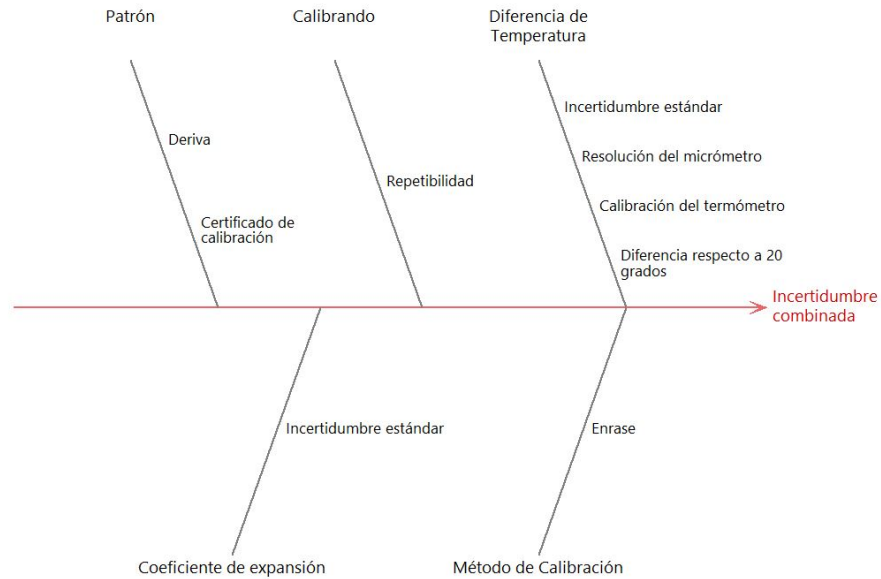 Patrón
Calibrando
Diferencia de
Temperatura
Incertidumbre estándar
Deriva
Resolución del micrómetro
Repetibilidad
Calibración del termómetro
Certificado de
calibración
Diferencia respecto a 20
grados
Incertidumbre
combinada
Incertidumbre estándar
Enrase
Coeficiente de expansión
Método de Calibración